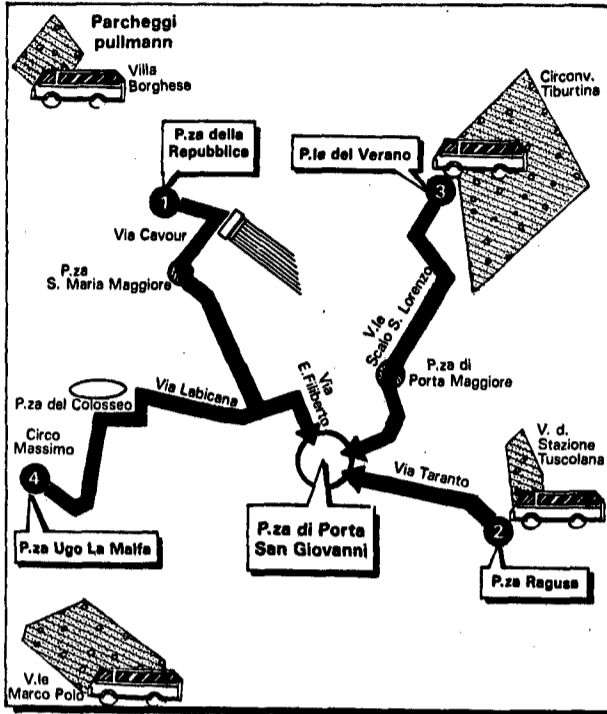 Parcheggi
pullmann
Villa
Borghese
Circonv.
Tiburtina
P.za della
Repubblica
P.le del Verano
1
3
Via Cavour
P.za
S. Maria Maggiore
V.le
Scalo S. Lorenzo
Via
E.Filiberto
P.za di
Porta Maggiore
Via Labicana
P.za del Colosseo
Circo
Massimo
V. d.
Stazione
Tuscolana
Via Taranto
4
2
P.za di Porta
San Giovanni
P.za Ugo La Malfa
P.za Ragusa
V.le
Marco Polo